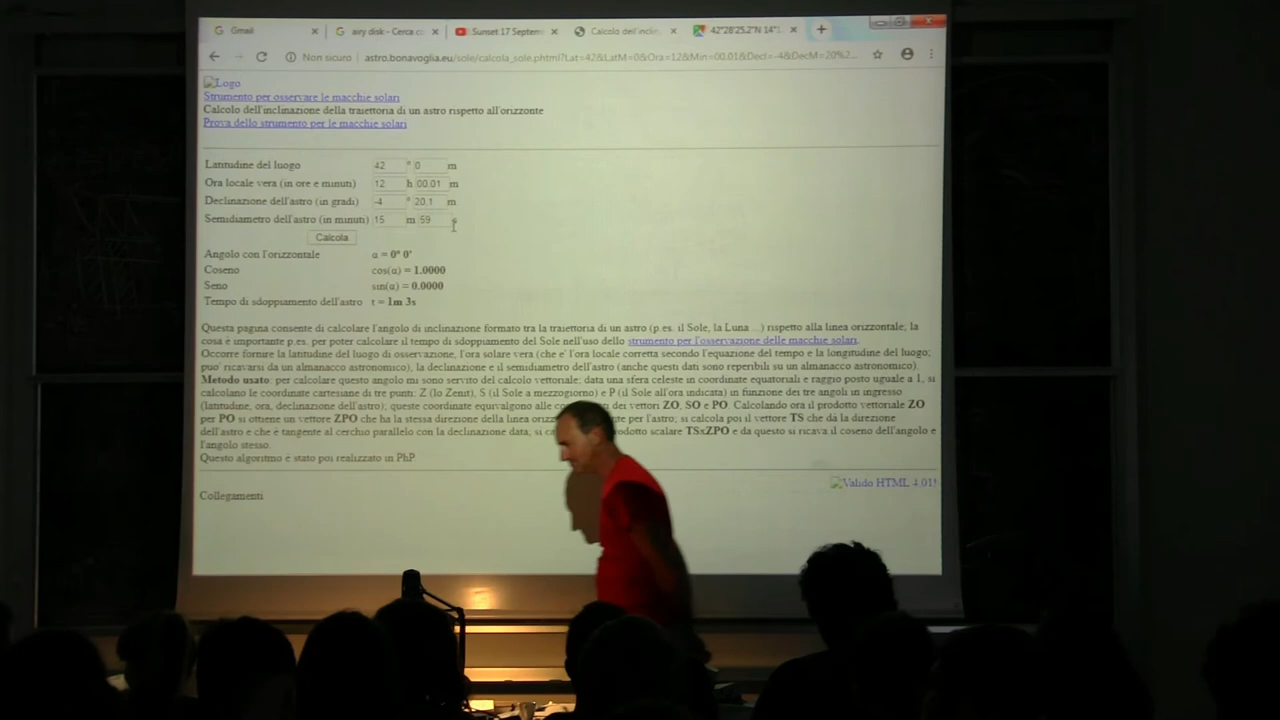 Gmail
airy disk - Cerca c
Sunset 17 Septem
Calcolo dell'inclin
42°28'25.2"N 14°1
Non sicuro
astro.bonavoglia.eu/sole/calcola_sole.phtml?Lat=42&LatM=0&Ora=12&Min=00.01&Decl=-4&DecM=20%2...
Logo
Strumento per osservare le macchie solari
Calcolo dell'inclinazione della traiettoria di un astro rispetto all'orizzonte
Prova dello strumento per le macchie solari
Latitudine del luogo 42 ° 0 m
Ora locale vera (in ore e minuti) 12 h 00.01 m
Declinazione dell'astro (in gradi) -4 ° 20.1 m
Semidiametro dell'astro (in minuti) 15 m 59 s
Calcola
Angolo con l'orizzontale α = 0° 0'
Coseno cos(α) = 1.0000
Seno sin(α) = 0.0000
Tempo di sdoppiamento dell'astro t = 1m 3s
Questa pagina consente di calcolare l'angolo di inclinazione formato tra la traiettoria di un astro (p.es. il Sole, la Luna ...) rispetto alla linea orizzontale; la
cosa è importante p.es. per poter calcolare il tempo di sdoppiamento del Sole nell'uso dello strumento per l'osservazione delle macchie solari.
Occorre fornire la latitudine del luogo di osservazione, l'ora solare vera (che e' l'ora locale corretta secondo l'equazione del tempo e la longitudine del luogo;
puo' ricavarsi da un almanacco astronomico), la declinazione e il semidiametro dell'astro (anche questi dati sono reperibili su un almanacco astronomico).
Metodo usato: per calcolare questo angolo mi sono servito del calcolo vettoriale; data una sfera celeste in coordinate equatoriali e raggio posto uguale a 1, si
calcolano le coordinate cartesiane di tre punti: Z (lo Zenit), S (il Sole a mezzogiorno) e P (il Sole all'ora indicata) in funzione dei tre angoli in ingresso
(latitudine, ora, declinazione dell'astro); queste coordinate equivalgono alle dei vettori ZO, SO e PO. Calcolando ora il prodotto vettoriale ZO
per PO si ottiene un vettore ZPO che ha la stessa direzione della linea per l'astro; si calcola poi il vettore TS che dà la direzione
dell'astro e che è tangente al cerchio parallelo con la declinazione data; si scalare TSxZPO e da questo si ricava il coseno dell'angolo e
l'angolo stesso.
Questo algoritmo è stato poi realizzato in PhP
Valido HTML 4.01!
Collegamenti